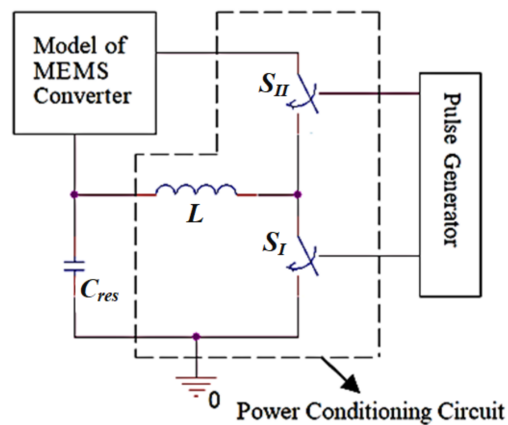 Model of
MEMS
Converter
S_II
Pulse Generator
L
S_I
C_res
0
Power Conditioning Circuit